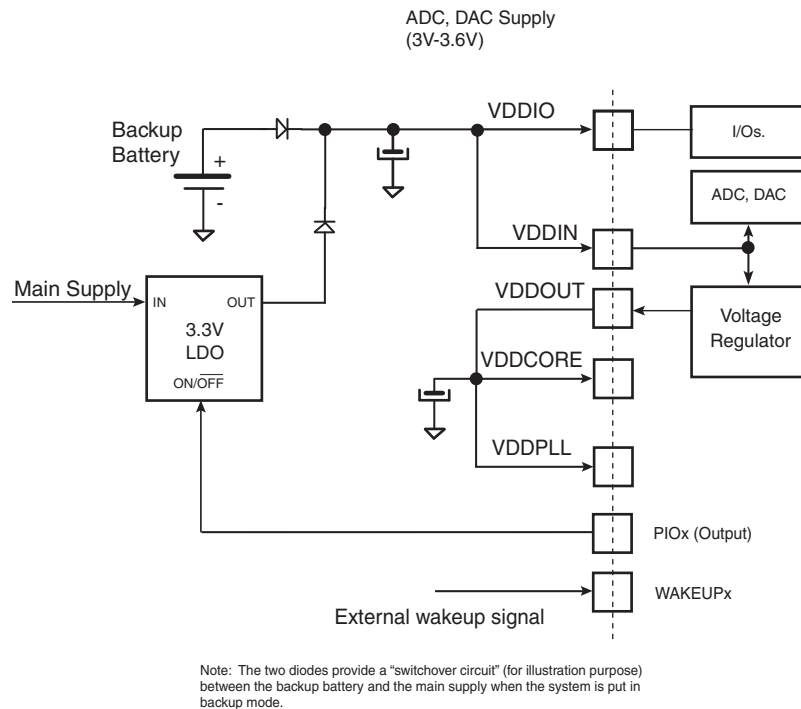 ADC, DAC Supply
(3V-3.6V)
VDDIO
I/Os.
Backup
Battery
+
-
ADC, DAC
VDDIN
Main Supply
IN
OUT
3.3V
LDO
ON/OFF
VDDOUT
Voltage
Regulator
VDDCORE
VDDPLL
PIOx (Output)
WAKEUPx
External wakeup signal
Note: The two diodes provide a “switchover circuit” (for illustration purpose)
between the backup battery and the main supply when the system is put in
backup mode.